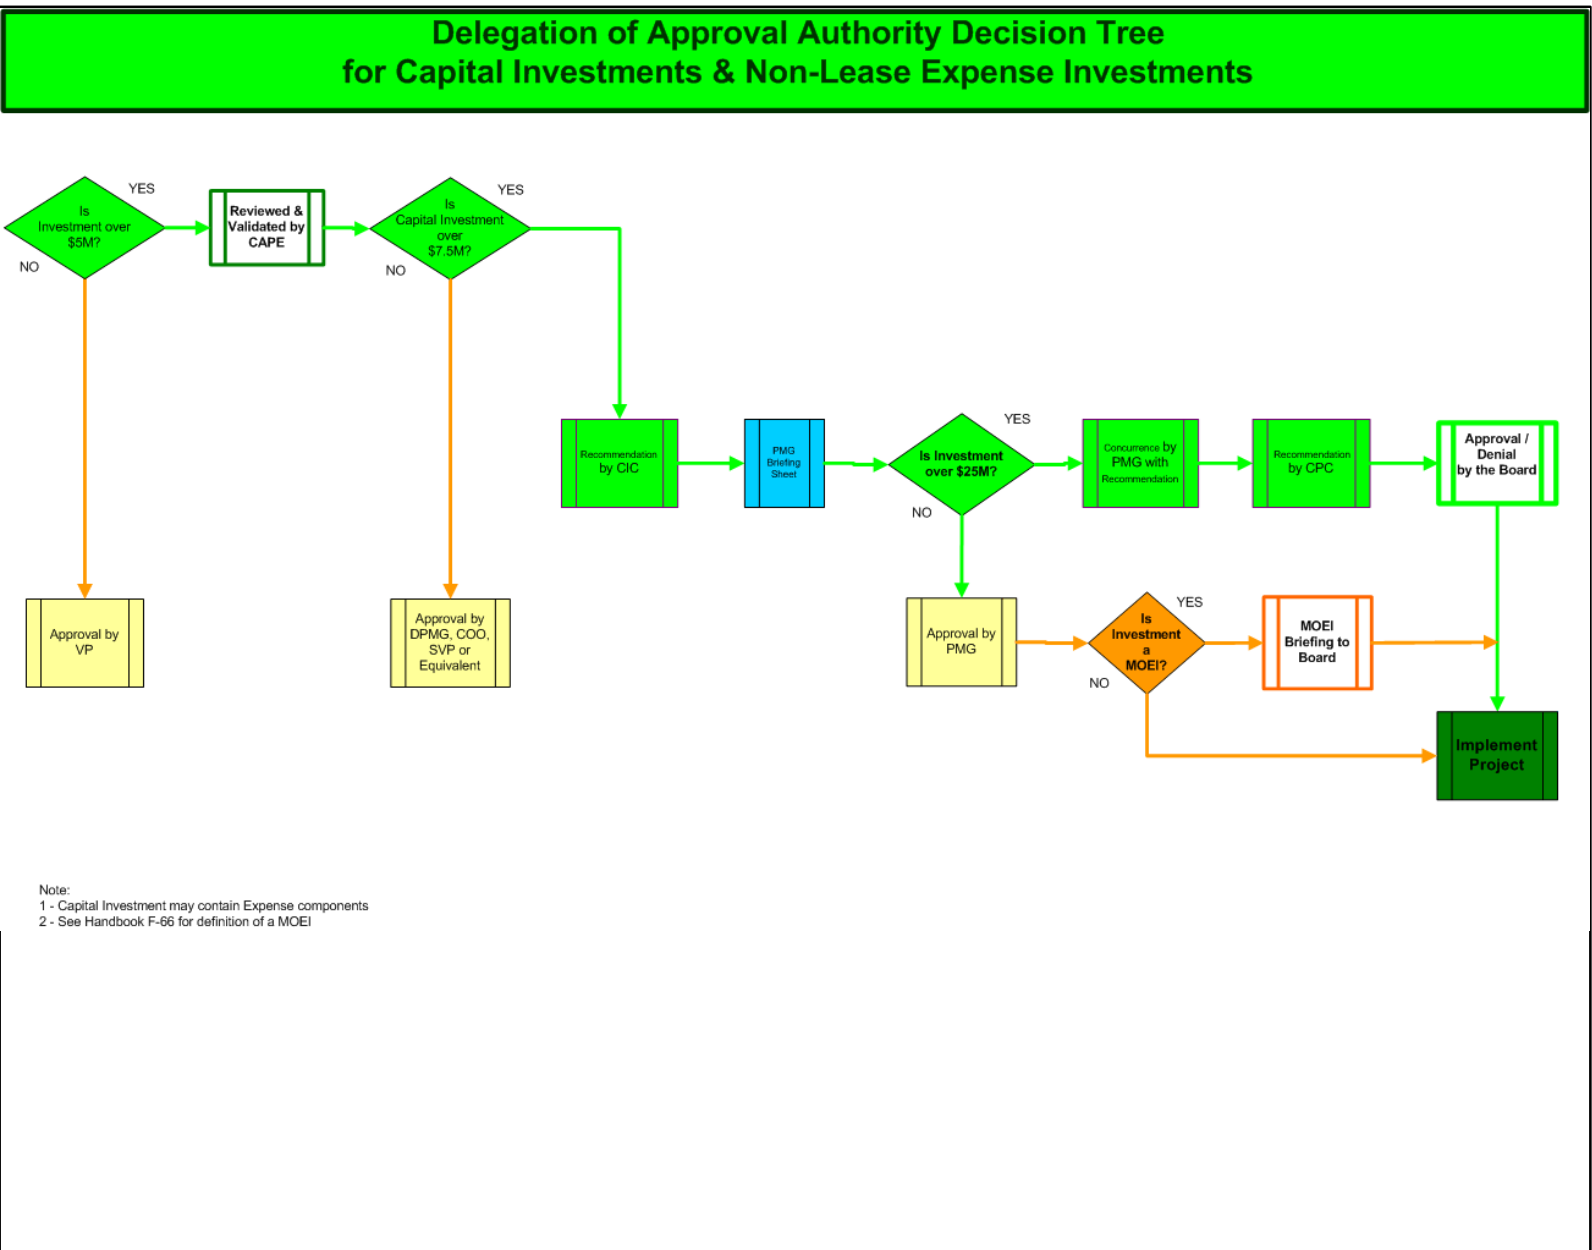 Delegation of Approval Authority Decision Tree
for Capital Investments & Non-Lease Expense Investments
YES
Is
Investment over
$5M?
NO
Reviewed &
Validated by
CAPE
YES
Is
Capital Investment
over
$7.5M?
NO
Recommendation
by CIC
PMG
Briefing
Sheet
YES
Is Investment
over $25M?
NO
Concurrence by
PMG with
Recommendation
Recommendation
by CPC
Approval /
Denial
by the Board
Approval by
VP
Approval by
DPMG, COO,
SVP or
Equivalent
Approval by
PMG
YES
Is
Investment
a
MOEI?
NO
MOEI
Briefing to
Board
Implement
Project
Note:
1 - Capital Investment may contain Expense components
2 - See Handbook F-66 for definition of a MOEI